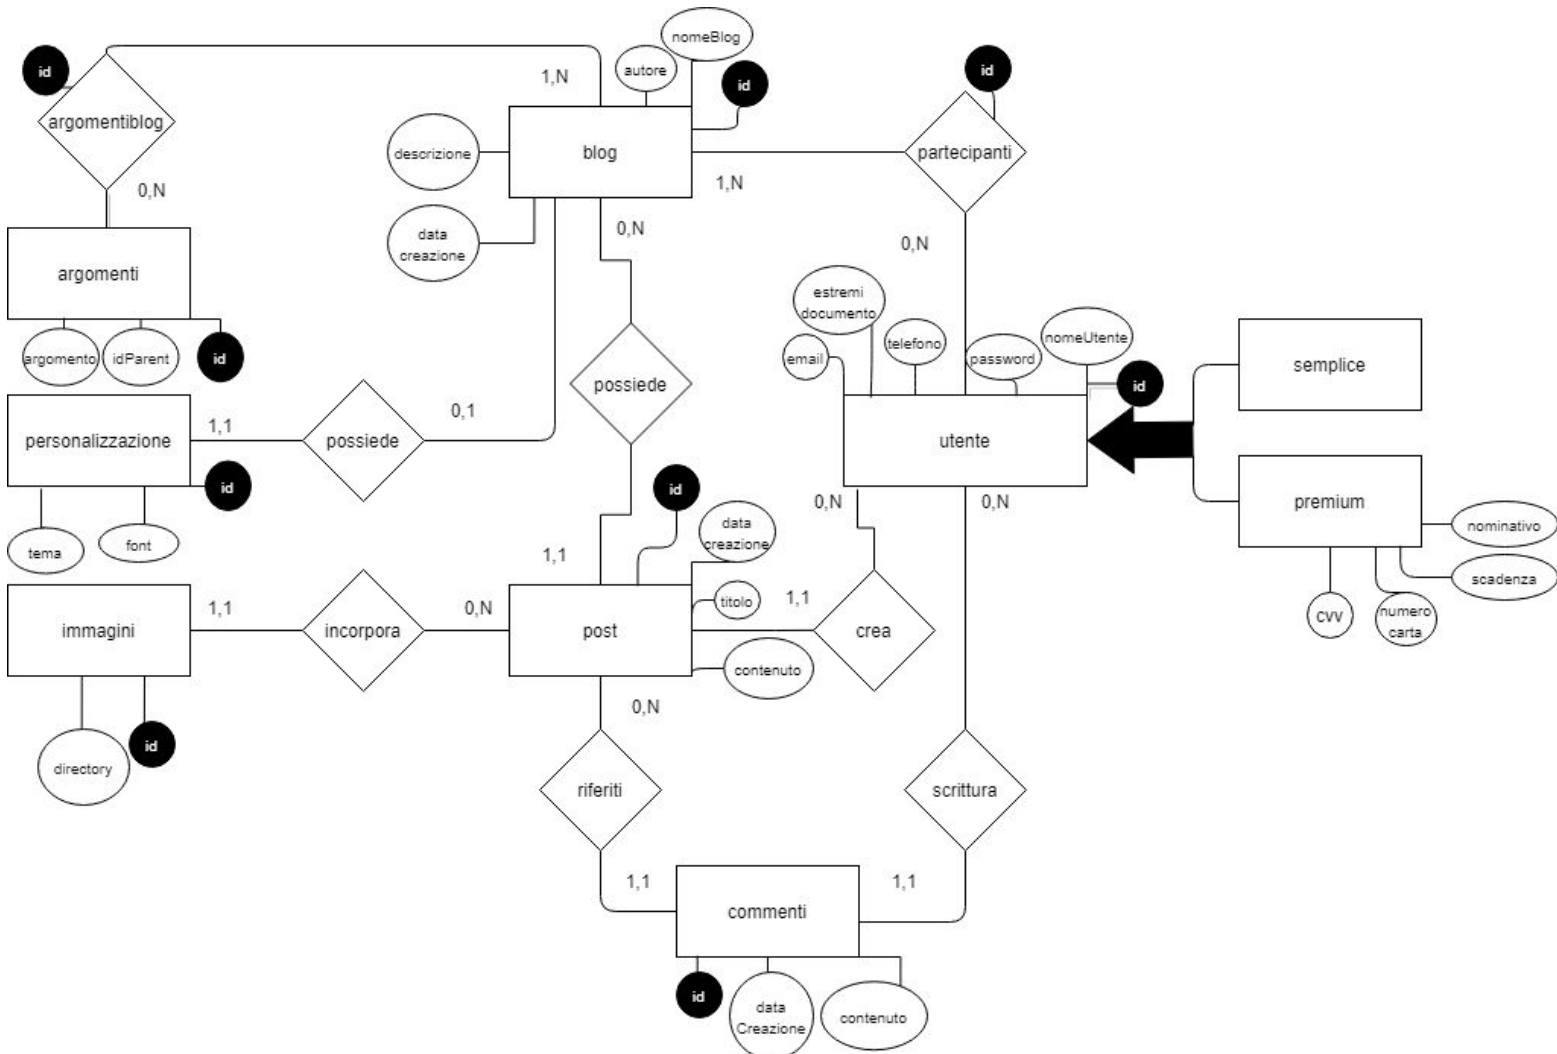 nomeBlog
id
autore
id
id
1,N
argomentiblog
descrizione
blog
partecipanti
1,N
0,N
data
creazione
0,N
0,N
argomenti
estremi
documento
nomeUtente
telefono
email
password
argomento
idParent
id
semplice
id
possiede
0,1
1,1
personalizzazione
possiede
utente
id
id
0,N
0,N
premium
nominativo
data
creazione
tema
font
1,1
scadenza
titolo
1,1
1,1
0,N
cvv
numero
carta
immagini
incorpora
post
crea
contenuto
0,N
id
directory
riferiti
scrittura
1,1
1,1
commenti
id
data
Creazione
contenuto